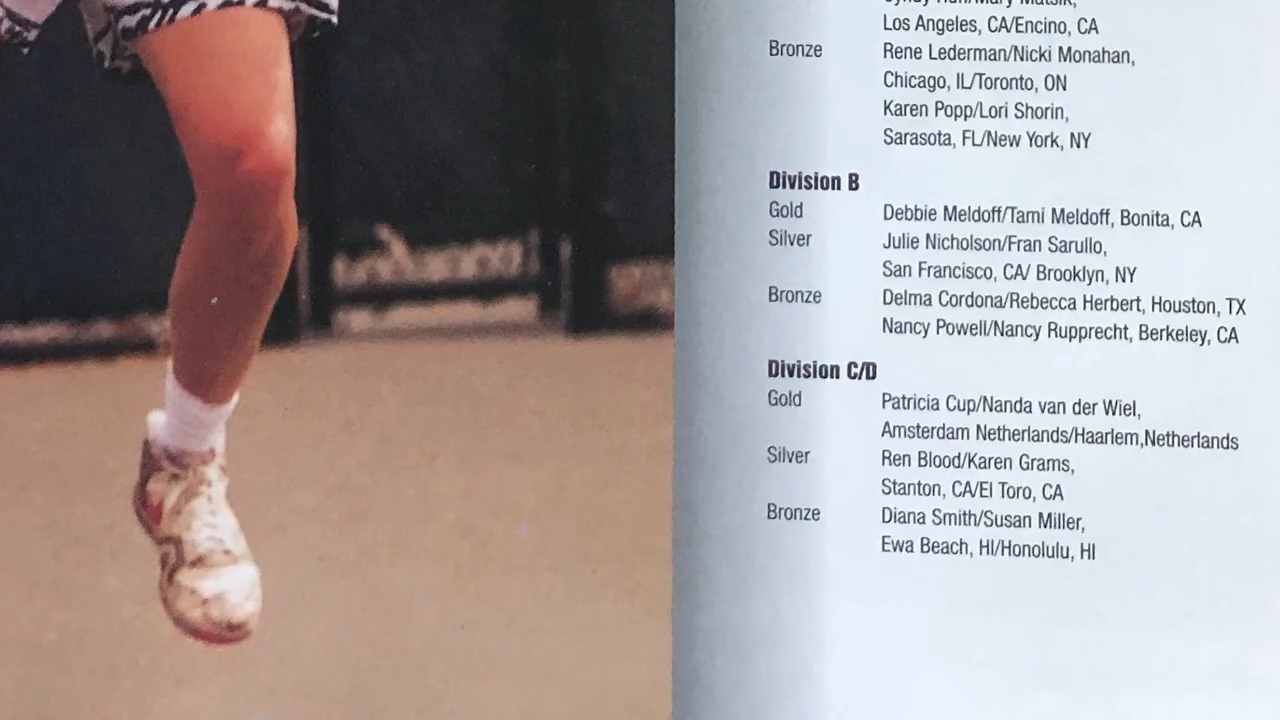 Los Angeles, CA/Encino, CA
Bronze Rene Lederman/Nicki Monahan,
Chicago, IL/Toronto, ON
Karen Popp/Lori Shorin,
Sarasota, FL/New York, NY
Division B
Gold Debbie Meldoff/Tami Meldoff, Bonita, CA
Silver Julie Nicholson/Fran Sarullo,
San Francisco, CA/ Brooklyn, NY
Bronze Delma Cordona/Rebecca Herbert, Houston, TX
Nancy Powell/Nancy Rupprecht, Berkeley, CA
Division C/D
Gold Patricia Cup/Nanda van der Wiel,
Amsterdam Netherlands/Haarlem,Netherlands
Silver Ren Blood/Karen Grams,
Stanton, CA/El Toro, CA
Bronze Diana Smith/Susan Miller,
Ewa Beach, HI/Honolulu, HI